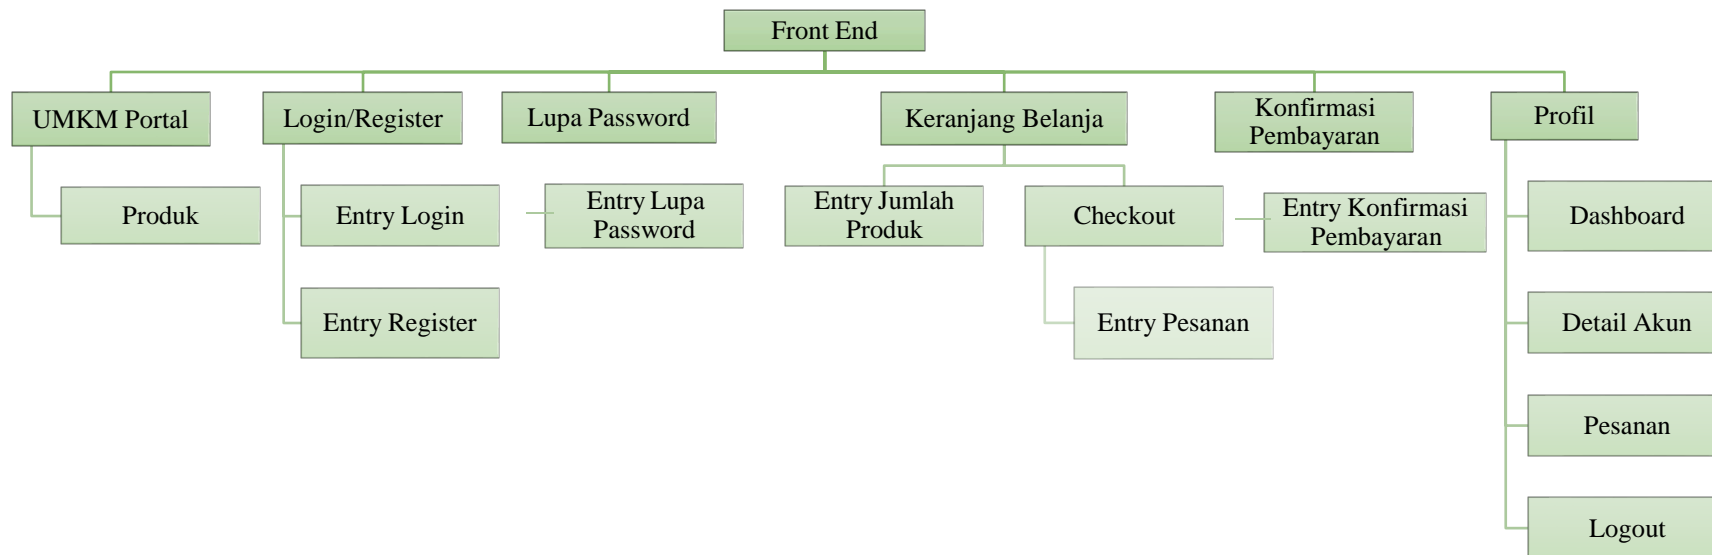 Front End
UMKM Portal
Login/Register
Lupa Password
Keranjang Belanja
Konfirmasi
Pembayaran
Profil
Produk
Entry Login
Entry Lupa
Password
Entry Jumlah
Produk
Checkout
Entry Konfirmasi
Pembayaran
Dashboard
Entry Register
Entry Pesanan
Detail Akun
Pesanan
Logout